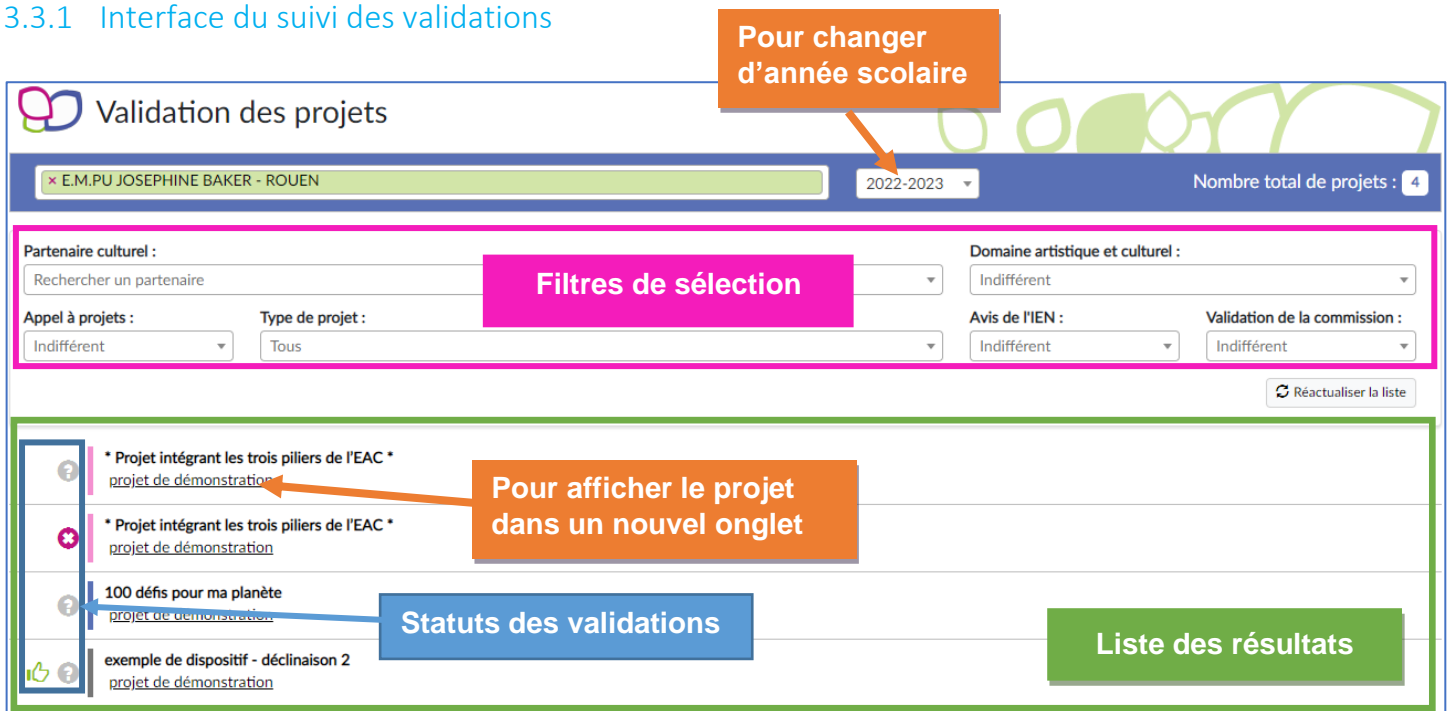 3.3.1 Interface du suivi des validations
Pour changer
d’année scolaire
Validation des projets
× E.M.PU JOSEPHINE BAKER - ROUEN
2022-2023
Nombre total de projets : 4
Partenaire culturel :
Domaine artistique et culturel :
Rechercher un partenaire
Filtres de sélection
Indifférent
Appel à projets :
Type de projet :
Avis de l'IEN :
Validation de la commission :
Indifférent
Tous
Indifférent
Indifférent
Réactualiser la liste
* Projet intégrant les trois piliers de l’EAC *
projet de démonstration
Pour afficher le projet
dans un nouvel onglet
* Projet intégrant les trois piliers de l’EAC *
projet de démonstration
100 défis pour ma planète
projet de démonstration
Statuts des validations
Liste des résultats
exemple de dispositif - déclinaison 2
projet de démonstration